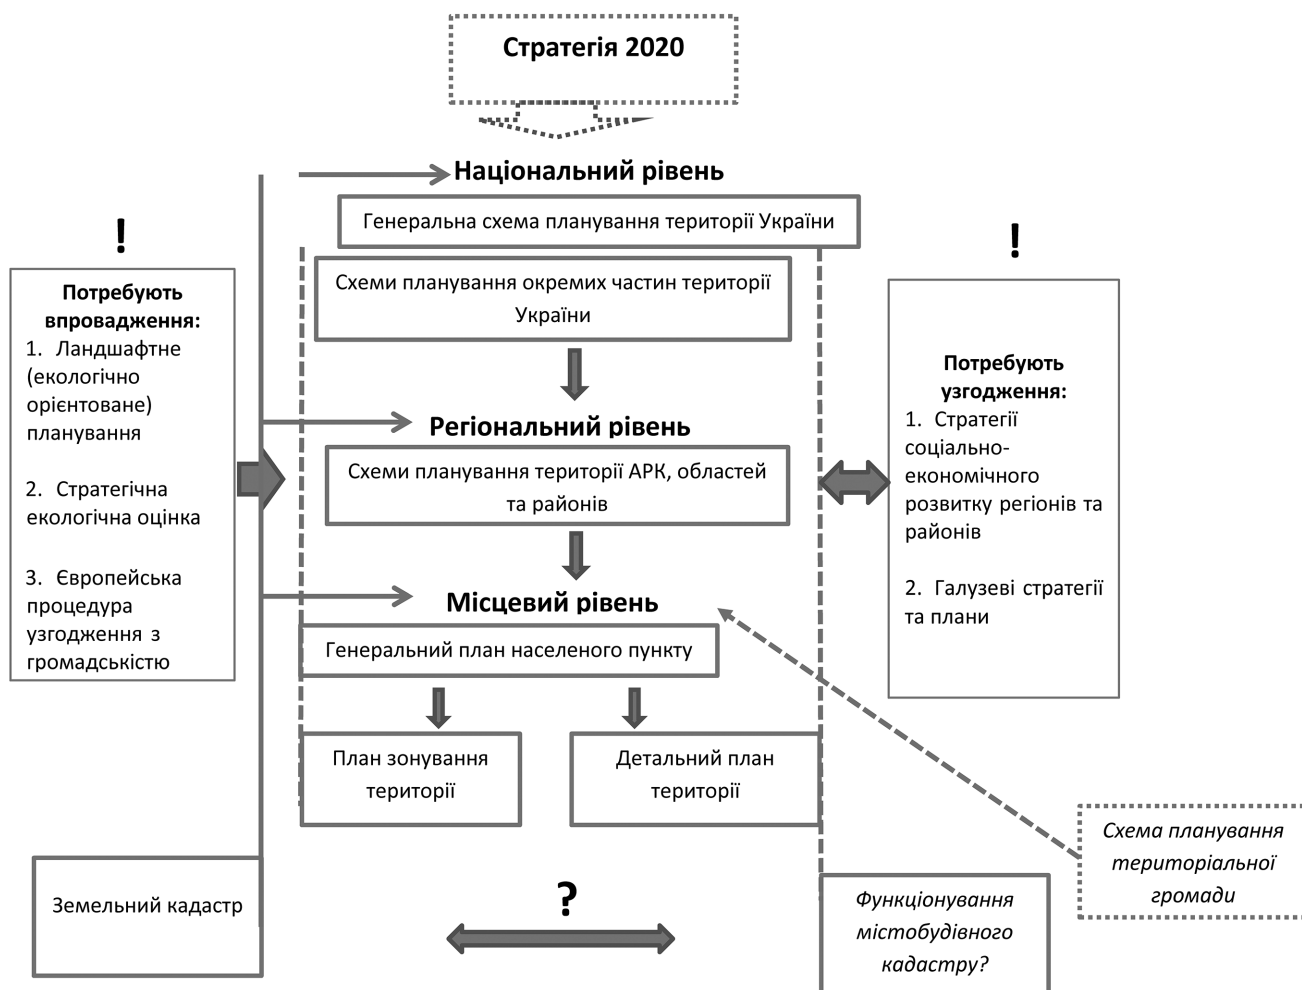 Стратегія 2020
Національний рівень
Генеральна схема планування території України
Схеми планування окремих частин території
України
!
Потребують
впровадження:
1. Ландшафтне
(екологічно
орієнтоване)
планування
2. Стратегічна
екологічна оцінка
3. Європейська
процедура
узгодження з
громадськістю
Регіональний рівень
Схеми планування території АРК, областей
та районів
!
Потребують
узгодження:
1. Стратегії
соціально-
економічного
розвитку регіонів та
районів
2. Галузеві стратегії
та плани
Місцевий рівень
Генеральний план населеного пункту
План зонування
території
Детальний план
території
Схема планування
територіальної
громади
Земельний кадастр
?
Функціонування
містобудівного
кадастру?